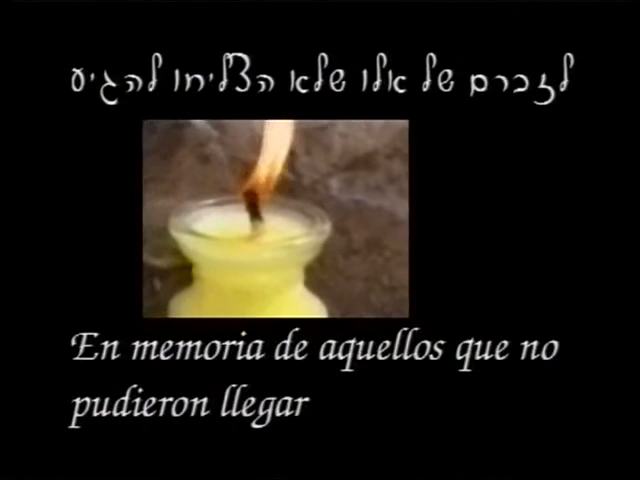 לזכרם של אלו שלא הצליחו להגיע
En memoria de aquellos que no
pudieron llegar